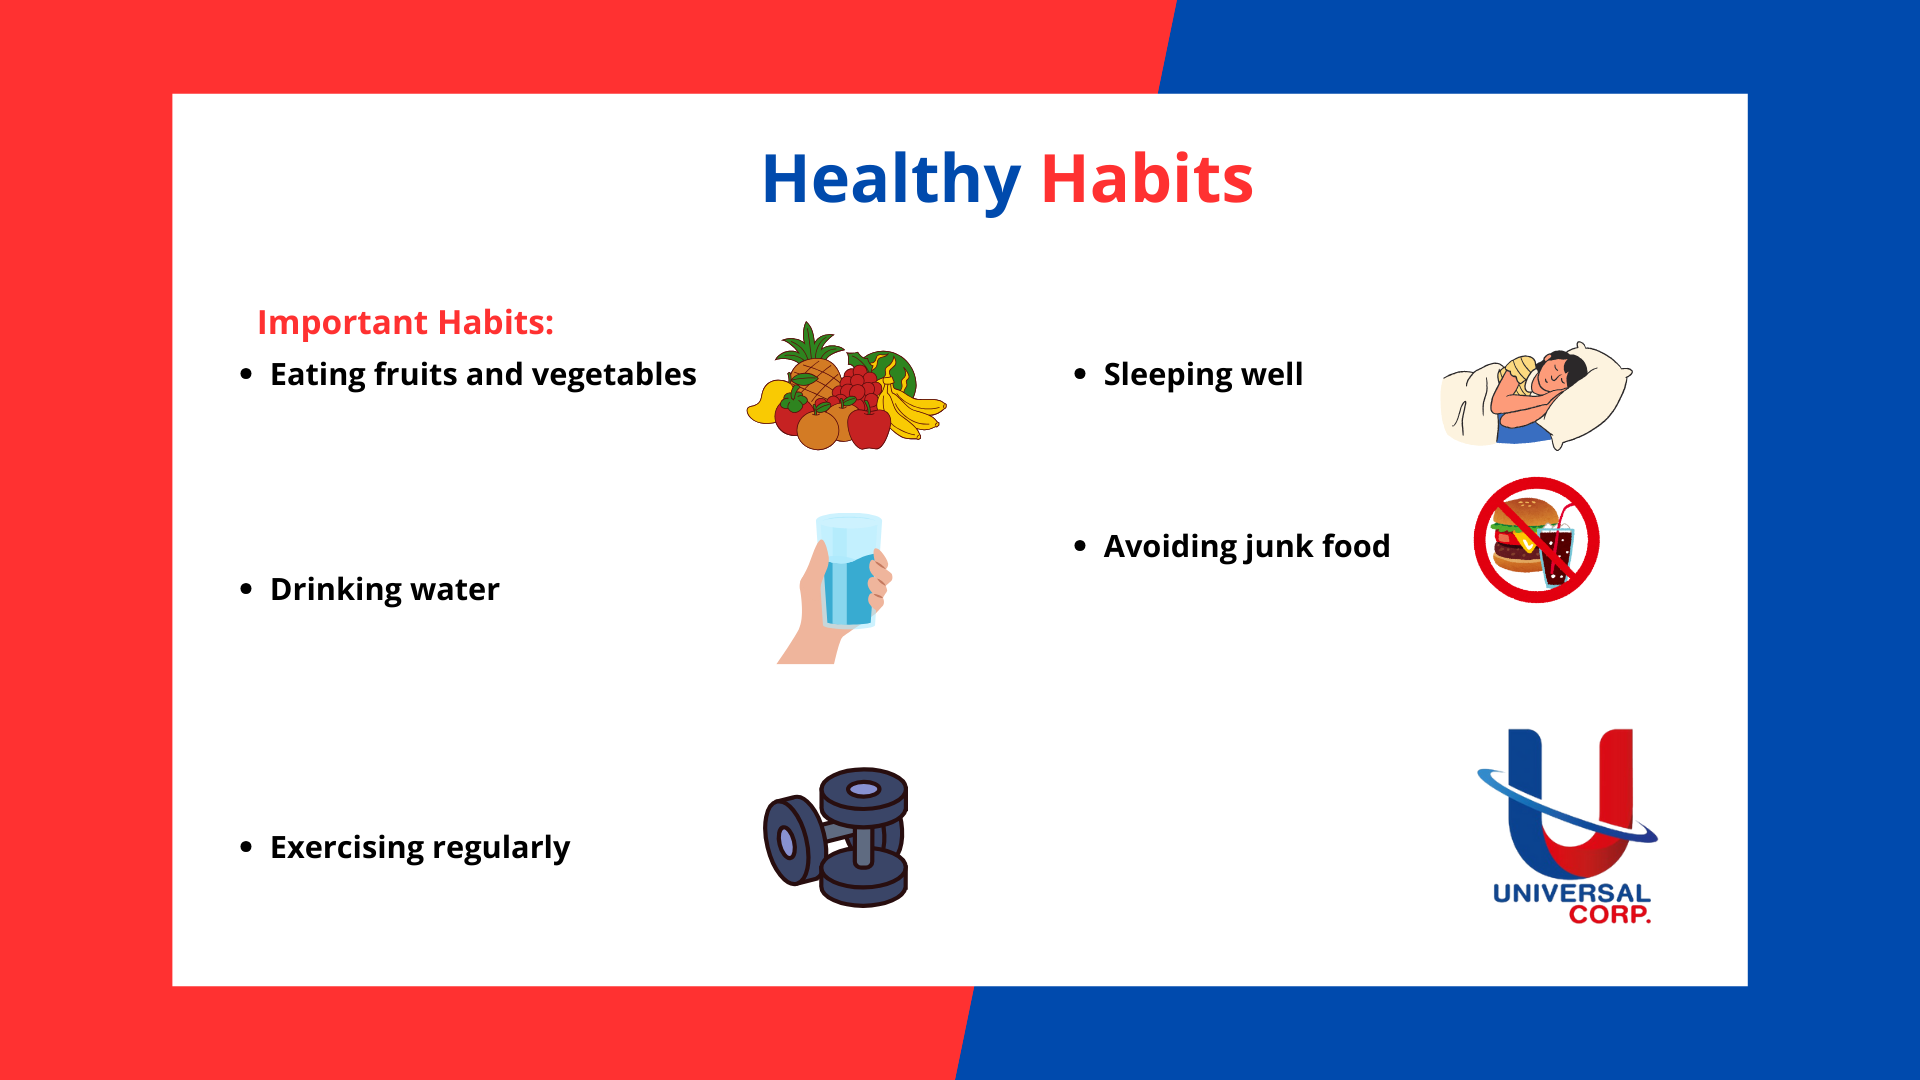 Healthy Habits
Important Habits:
• Eating fruits and vegetables
• Drinking water
• Exercising regularly
• Sleeping well
• Avoiding junk food
UNIVERSAL
CORP.